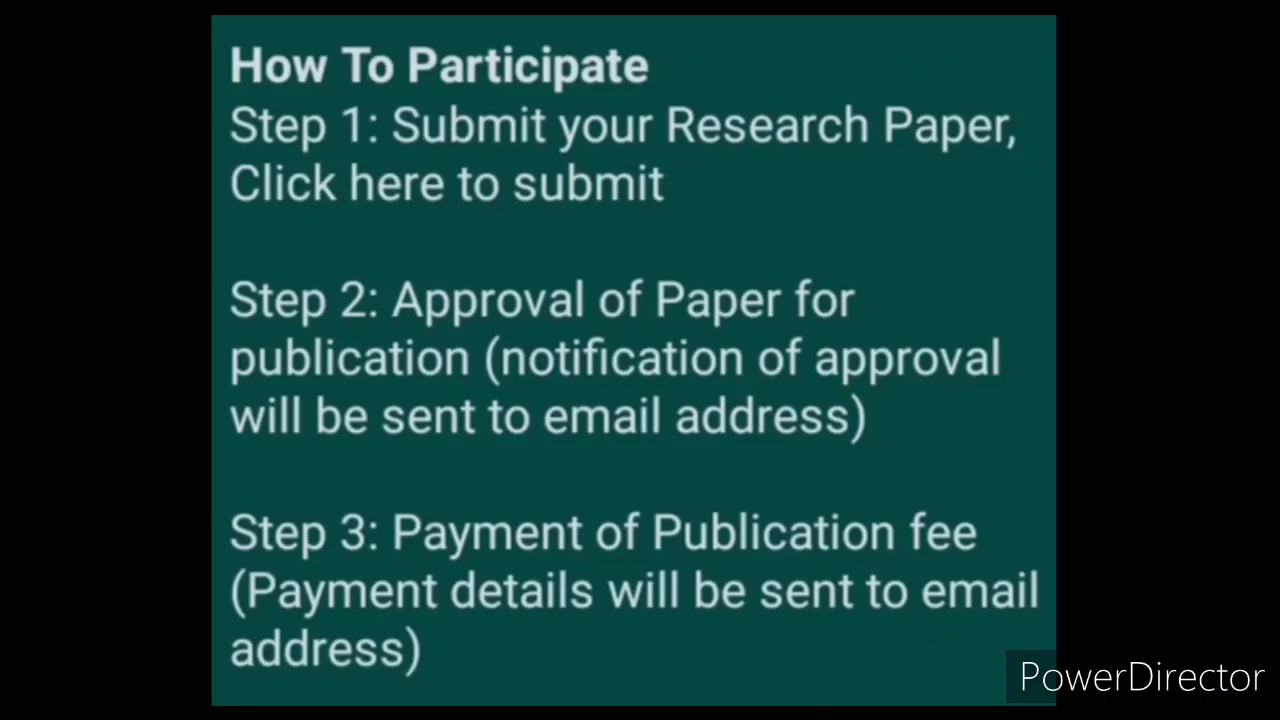 How To Participate
Step 1: Submit your Research Paper,
Click here to submit
Step 2: Approval of Paper for
publication (notification of approval
will be sent to email address)
Step 3: Payment of Publication fee
(Payment details will be sent to email
address)
PowerDirector